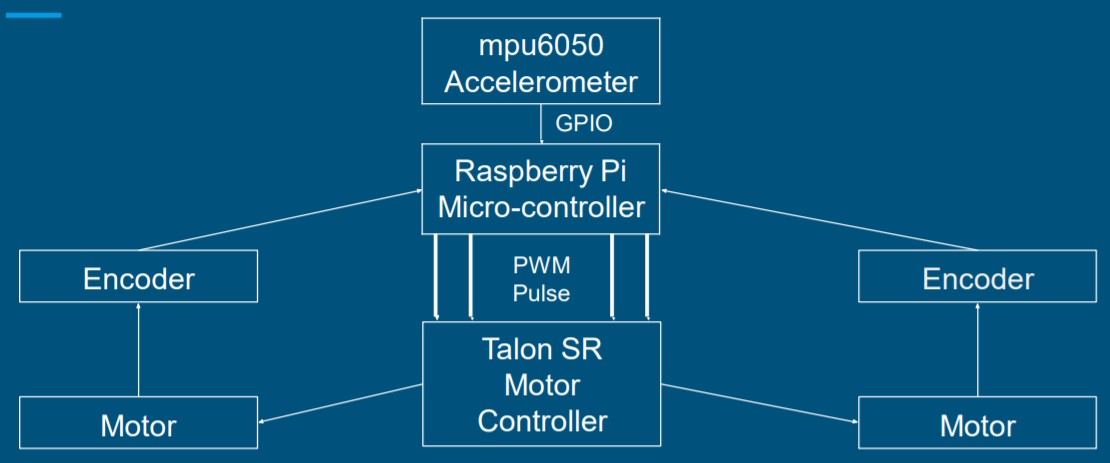 mpu6050
Accelerometer
GPIO
Raspberry Pi
Micro-controller
Encoder
PWM
Pulse
Encoder
Talon SR
Motor
Controller
Motor
Motor